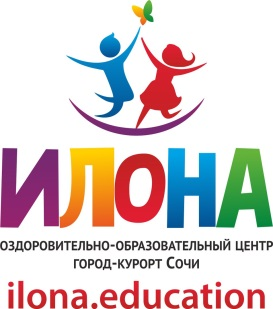 ИЛОНА
ОЗДОРОВИТЕЛЬНО-ОБРАЗОВАТЕЛЬНЫЙ ЦЕНТР
ГОРОД-КУРОРТ СОЧИ
ilona.education